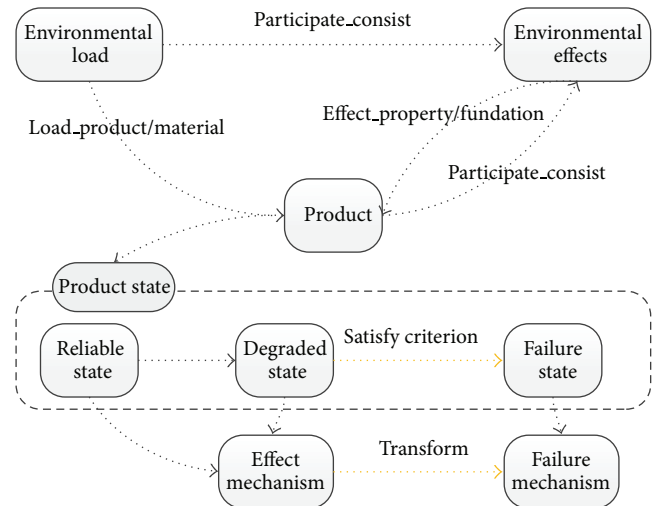 Participate_consist
Environmental
load
Environmental
effects
Load_product/material
Effect_property/fundation
Participate_consist
Product
Product state
Reliable
state
Degraded
state
Satisfy criterion
Failure
state
Effect
mechanism
Transform
Failure
mechanism